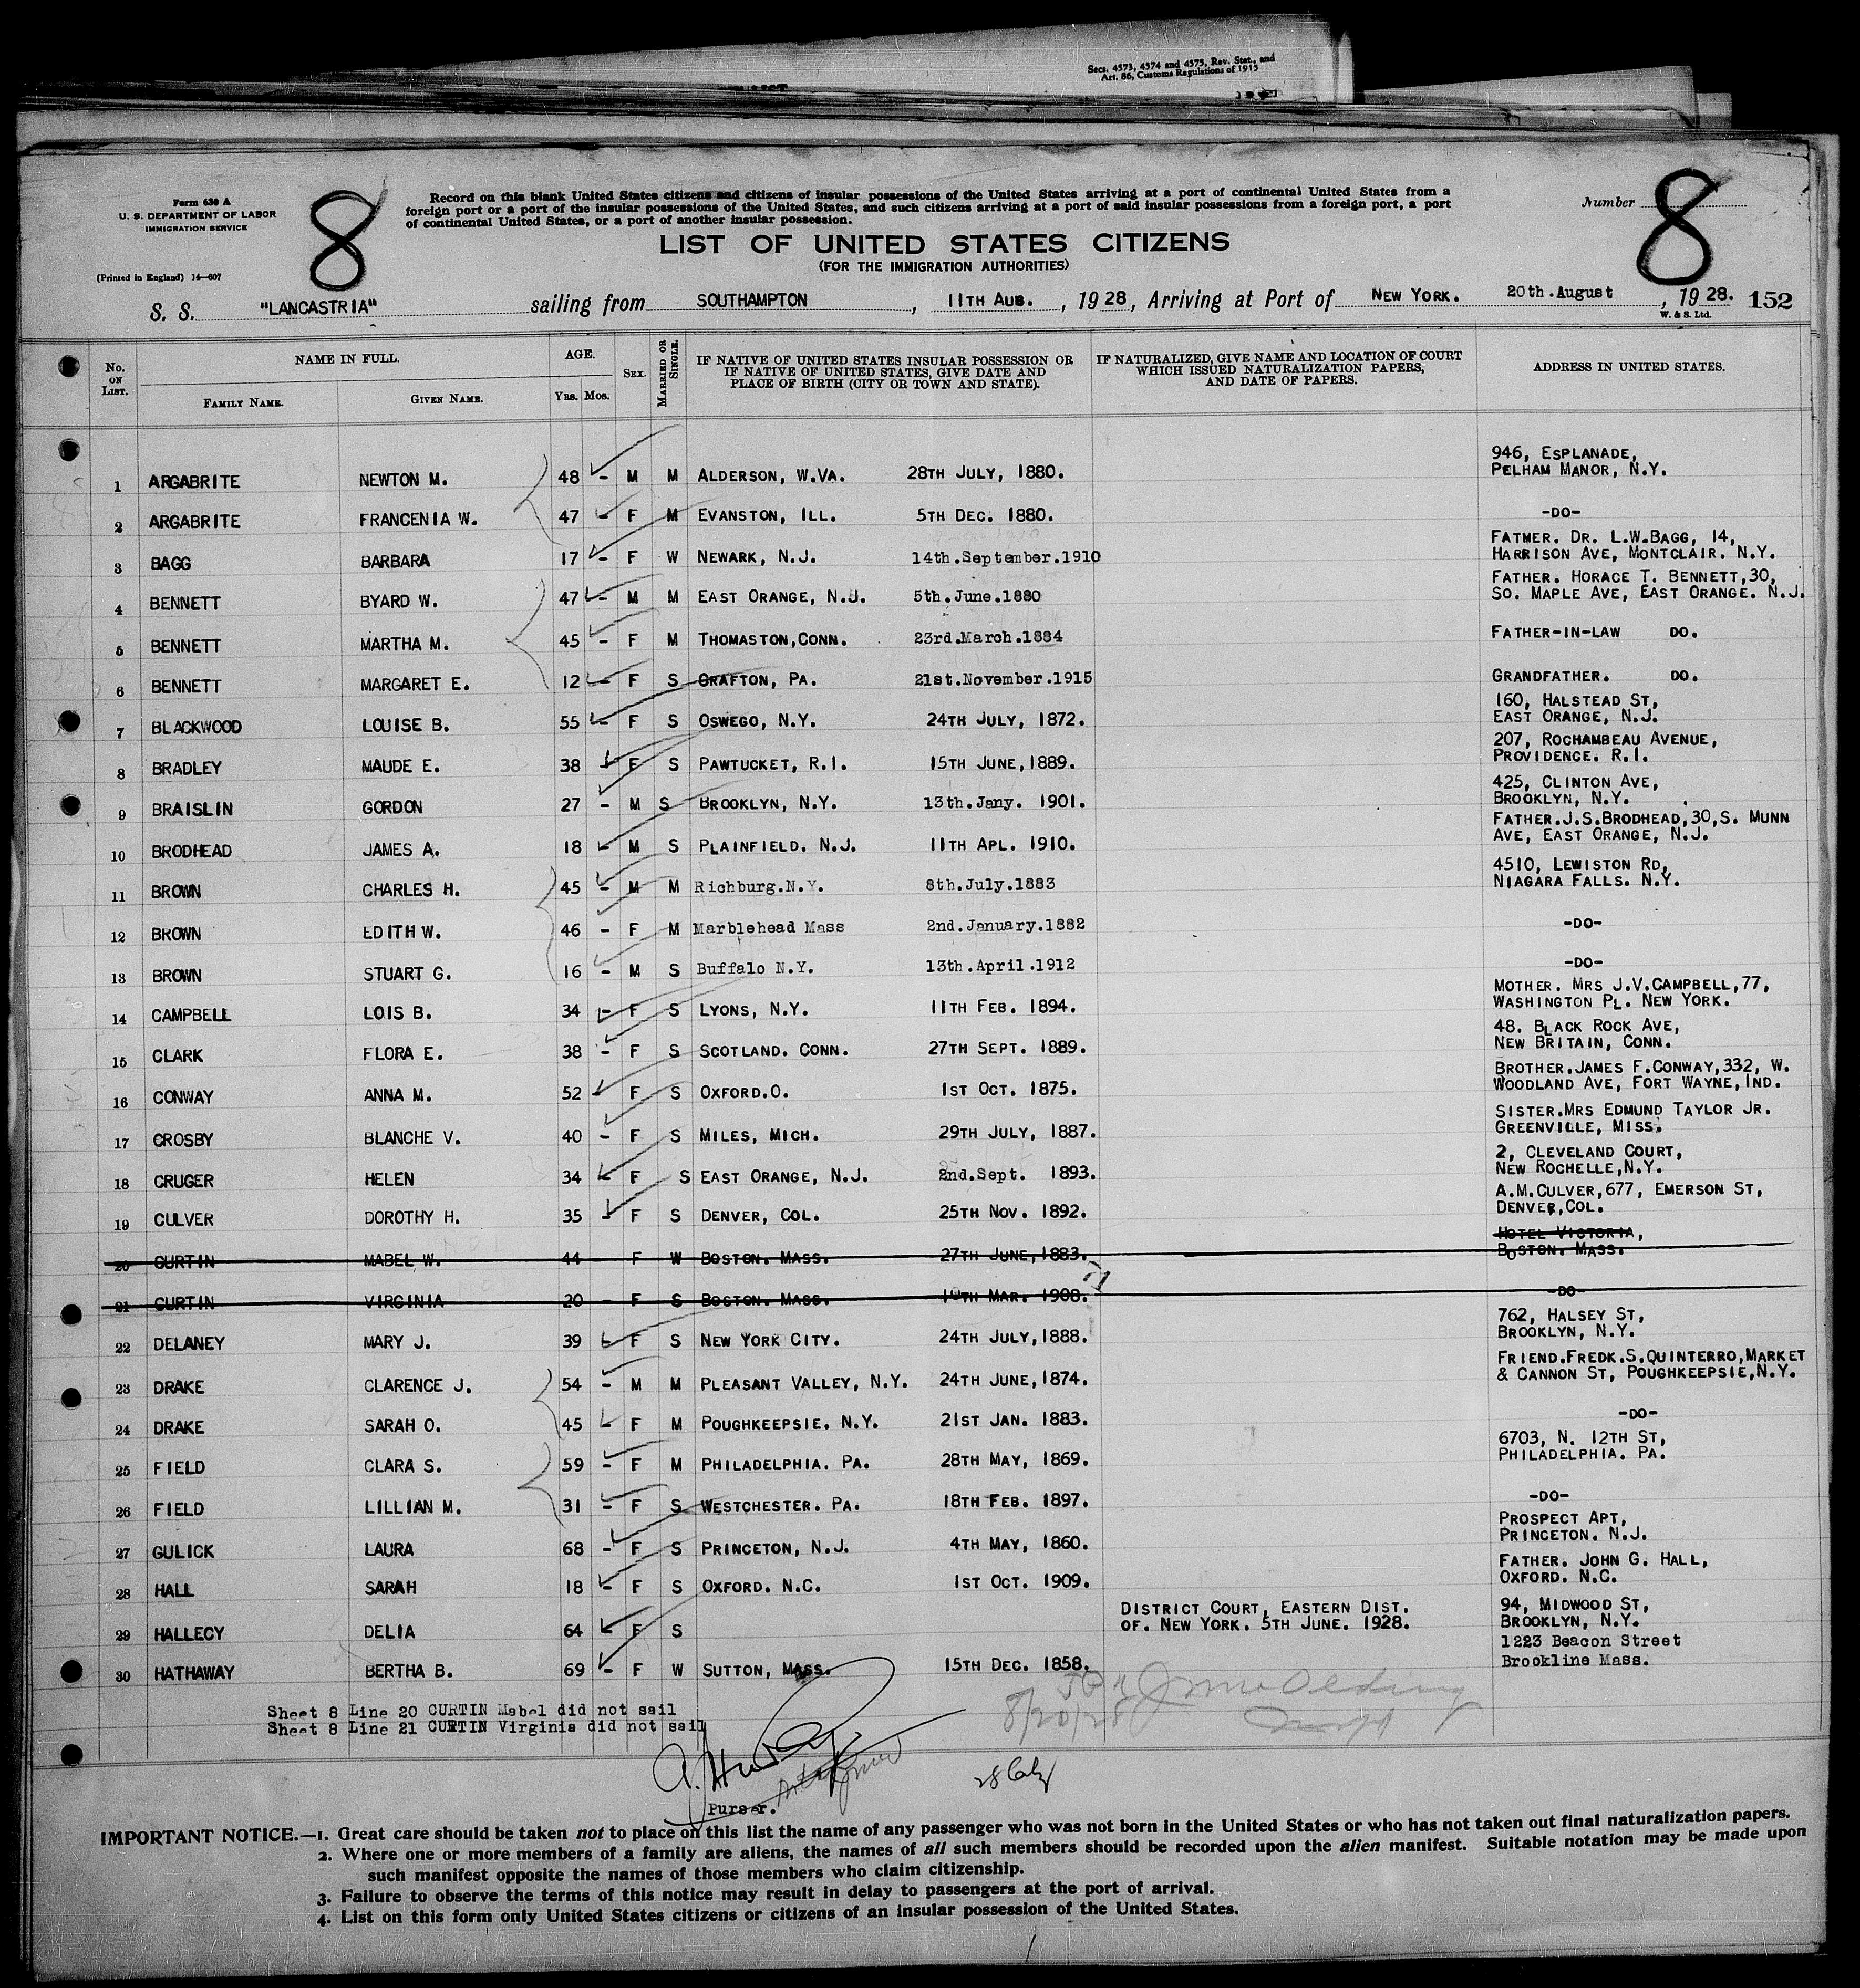 Secs. 4573, 4574 and 4575, Rev. Stat., and
Art. 86, Customs Regulations of 1915
Form 630 A
U. S. DEPARTMENT OF LABOR
IMMIGRATION SERVICE
(Printed in England) 14—607
8
Record on this blank United States citizens and citizens of insular possessions of the United States arriving at a port of continental United States from a
foreign port or a port of the insular possessions of the United States, and such citizens arriving at a port of said insular possessions from a foreign port, a port
of continental United States, or a port of another insular possession.
Number 8
LIST OF UNITED STATES CITIZENS
(FOR THE IMMIGRATION AUTHORITIES)
S. S. "LANCASTRIA" sailing from SOUTHAMPTON, 11TH AUG., 1928, Arriving at Port of NEW YORK. 20th.August, 1928. 152
W. & S. Ltd.
No. ON LIST. NAME IN FULL. FAMILY NAME. GIVEN NAME. AGE. Yrs. Mos. SEX. MARRIED OR SINGLE. IF NATIVE OF UNITED STATES INSULAR POSSESSION OR IF NATIVE OF UNITED STATES, GIVE DATE AND PLACE OF BIRTH (CITY OR TOWN AND STATE). IF NATURALIZED, GIVE NAME AND LOCATION OF COURT WHICH ISSUED NATURALIZATION PAPERS, AND DATE OF PAPERS. ADDRESS IN UNITED STATES.
1 ARGABRITE NEWTON M. 48 - M M ALDERSON, W.VA. 28TH JULY, 1880. 946, ESPLANADE, PELHAM MANOR, N.Y.
2 ARGABRITE FRANCENIA W. 47 - F M EVANSTON, ILL. 5TH DEC. 1880. -DO-
3 BAGG BARBARA 17 - F W NEWARK, N.J. 14th.September.1910 FATHER. DR. L.W.BAGG, 14, HARRISON AVE, MONTCLAIR. N.Y.
4 BENNETT BYARD W. 47 - M M EAST ORANGE, N.J. 5th.June.1880 FATHER. HORACE T. BENNETT,30, SO. MAPLE AVE, EAST ORANGE. N.J.
5 BENNETT MARTHA M. 45 - F M THOMASTON,CONN. 23rd.March.1884 FATHER-IN-LAW DO.
6 BENNETT MARGARET E. 12 - F S GRAFTON, PA. 21st.November.1915 GRANDFATHER. DO.
7 BLACKWOOD LOUISE B. 55 - F S OSWEGO, N.Y. 24TH JULY, 1872. 160, HALSTEAD ST, EAST ORANGE, N.J.
8 BRADLEY MAUDE E. 38 - F S PAWTUCKET, R.I. 15TH JUNE,1889. 207, ROCHAMBEAU AVENUE, PROVIDENCE. R.I.
9 BRAISLIN GORDON 27 - M S BROOKLYN, N.Y. 13th.Jany. 1901. 425, CLINTON AVE, BROOKLYN, N.Y.
10 BRODHEAD JAMES A. 18 - M S PLAINFIELD. N.J. 11TH APL. 1910. FATHER.J.S.BRODHEAD,30,S. MUNN AVE, EAST ORANGE, N.J.
11 BROWN CHARLES H. 45 - M M Richburg.N.Y. 8th.July.1883 4510, LEWISTON RD, NIAGARA FALLS. N.Y.
12 BROWN EDITH W. 46 - F M Marblehead Mass 2nd.January.1882 -DO-
13 BROWN STUART G. 16 - M S Buffalo N.Y. 13th.April.1912 -DO-
14 CAMPBELL LOIS B. 34 - F S LYONS, N.Y. 11TH FEB. 1894. MOTHER. MRS J.V.CAMPBELL,77, WASHINGTON PL. NEW YORK.
15 CLARK FLORA E. 38 - F S SCOTLAND. CONN. 27TH SEPT. 1889. 48. BLACK ROCK AVE, NEW BRITAIN, CONN.
16 CONWAY ANNA M. 52 - F S OXFORD.O. 1ST OCT. 1875. BROTHER.JAMES F.CONWAY,332, W. WOODLAND AVE, FORT WAYNE,IND.
17 CROSBY BLANCHE V. 40 - F S MILES, MICH. 29TH JULY, 1887. SISTER.MRS EDMUND TAYLOR JR. GREENVILLE, MISS.
18 CRUGER HELEN 34 - F S EAST ORANGE, N.J. 2nd.Sept. 1893. 2, CLEVELAND COURT, NEW ROCHELLE,N.Y.
19 CULVER DOROTHY H. 35 - F S DENVER, COL. 25TH NOV. 1892. A.M.CULVER,677, EMERSON ST, DENVER,COL.
20 CURTIN MABEL W. 44 - F W BOSTON. MASS. 27TH JUNE,1883. HOTEL VICTORIA, BOSTON. MASS.
21 CURTIN VIRGINIA 20 - F S BOSTON. MASS. MAR. 1908. -DO-
22 DELANEY MARY J. 39 - F S NEW YORK CITY. 24TH JULY,1888. 762, HALSEY ST, BROOKLYN, N.Y.
23 DRAKE CLARENCE J. 54 - M M PLEASANT VALLEY, N.Y. 24TH JUNE,1874. FRIEND.FREDK.S.QUINTERRO,MARKET & CANNON ST, POUGHKEEPSIE,N.Y.
24 DRAKE SARAH O. 45 - F M POUGHKEEPSIE. N.Y. 21ST JAN. 1883. -DO-
25 FIELD CLARA S. 59 - F M PHILADELPHIA. PA. 28TH MAY, 1869. 6703, N. 12TH ST, PHILADELPHIA. PA.
26 FIELD LILLIAN M. 31 - F S WESTCHESTER. PA. 18TH FEB. 1897. -DO-
27 GULICK LAURA 68 - F S PRINCETON, N.J. 4TH MAY, 1860. PROSPECT APT, PRINCETON. N.J.
28 HALL SARAH 18 - F S OXFORD. N.C. 1ST OCT. 1909. FATHER. JOHN G. HALL, OXFORD. N.C.
29 HALLECY DELIA 64 - F S DISTRICT COURT, EASTERN DIST. OF. NEW YORK. 5TH JUNE. 1928. 94, MIDWOOD ST, BROOKLYN, N.Y.
30 HATHAWAY BERTHA B. 69 - F W SUTTON, MASS. 15TH DEC. 1858. 1223 Beacon Street Brookline Mass.
Sheet 8 Line 20 CURTIN Mabel did not sail
Sheet 8 Line 21 CURTIN Virginia did not sail
8/20/28
Purser.
IMPORTANT NOTICE.—1. Great care should be taken not to place on this list the name of any passenger who was not born in the United States or who has not taken out final naturalization papers.
2. Where one or more members of a family are aliens, the names of all such members should be recorded upon the alien manifest. Suitable notation may be made upon
such manifest opposite the names of those members who claim citizenship.
3. Failure to observe the terms of this notice may result in delay to passengers at the port of arrival.
4. List on this form only United States citizens or citizens of an insular possession of the United States.